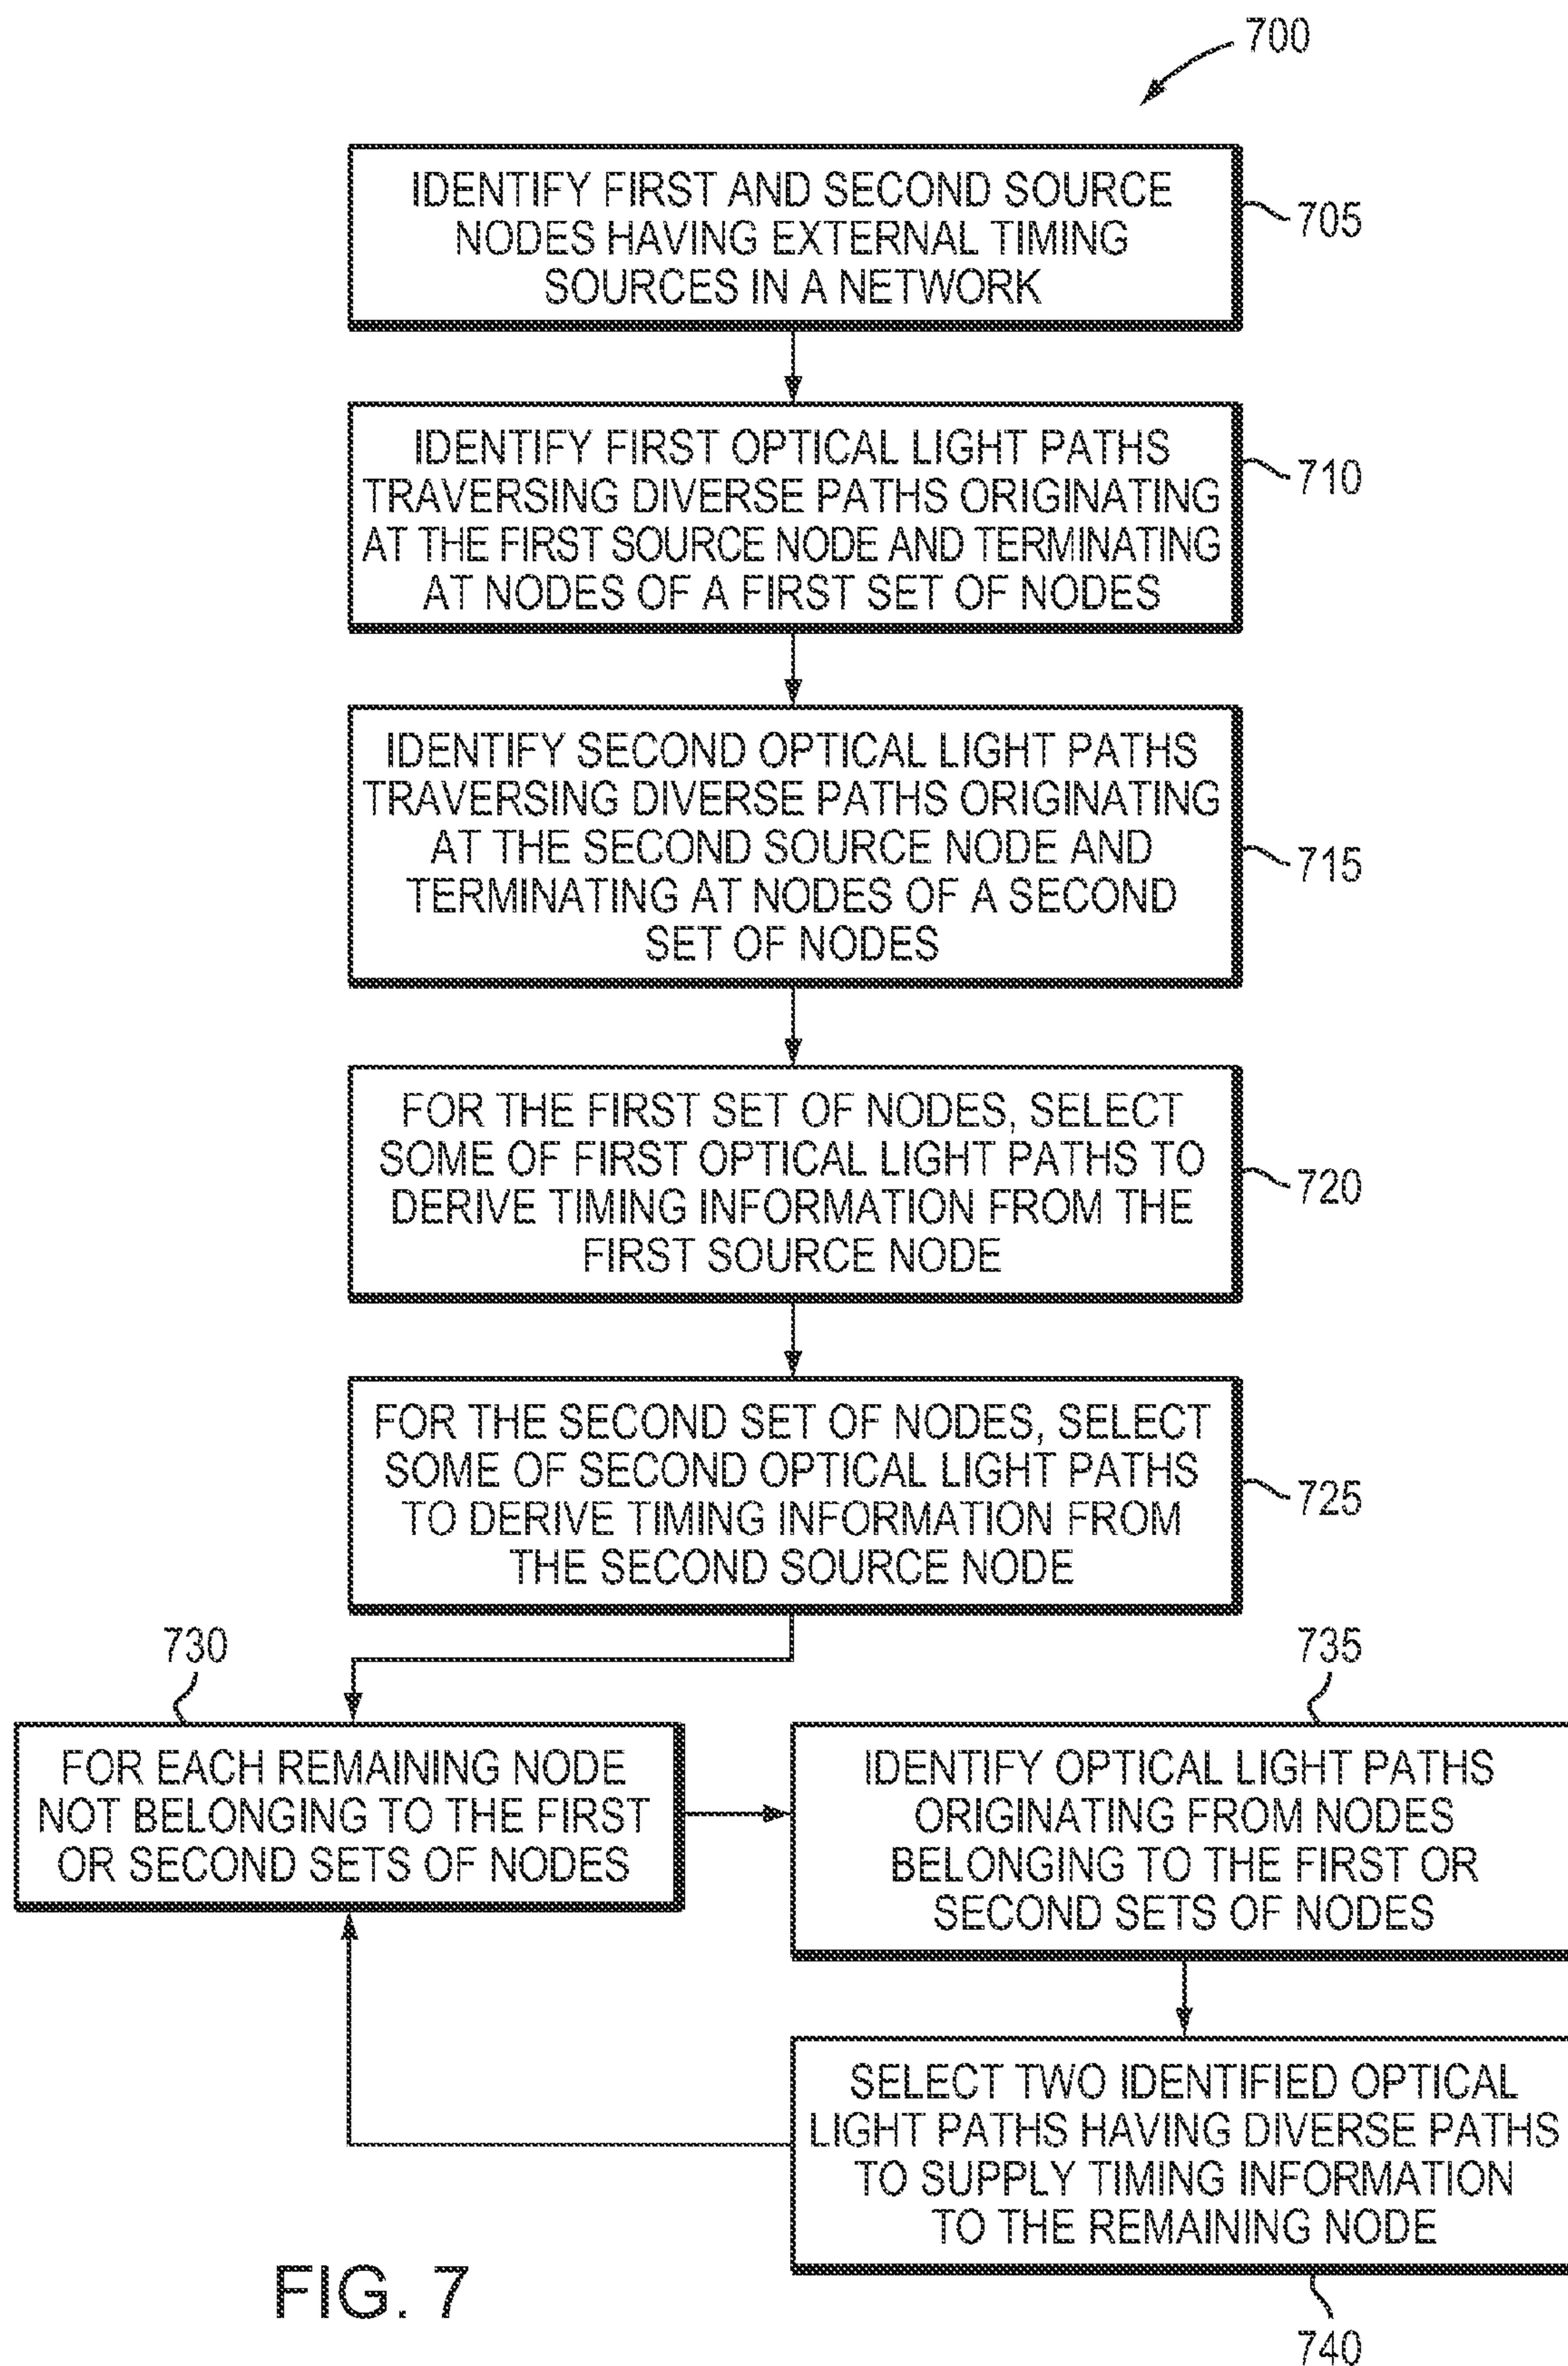 700
IDENTIFY FIRST AND SECOND SOURCE
NODES HAVING EXTERNAL TIMING
SOURCES IN A NETWORK
705
IDENTIFY FIRST OPTICAL LIGHT PATHS
TRAVERSING DIVERSE PATHS ORIGINATING
AT THE FIRST SOURCE NODE AND TERMINATING
AT NODES OF A FIRST SET OF NODES
710
IDENTIFY SECOND OPTICAL LIGHT PATHS
TRAVERSING DIVERSE PATHS ORIGINATING
AT THE SECOND SOURCE NODE AND
TERMINATING AT NODES OF A SECOND
SET OF NODES
715
FOR THE FIRST SET OF NODES, SELECT
SOME OF FIRST OPTICAL LIGHT PATHS TO
DERIVE TIMING INFORMATION FROM THE
FIRST SOURCE NODE
720
FOR THE SECOND SET OF NODES, SELECT
SOME OF SECOND OPTICAL LIGHT PATHS
TO DERIVE TIMING INFORMATION FROM
THE SECOND SOURCE NODE
725
730
FOR EACH REMAINING NODE
NOT BELONGING TO THE FIRST
OR SECOND SETS OF NODES
735
IDENTIFY OPTICAL LIGHT PATHS
ORIGINATING FROM NODES
BELONGING TO THE FIRST OR
SECOND SETS OF NODES
SELECT TWO IDENTIFIED OPTICAL
LIGHT PATHS HAVING DIVERSE PATHS
TO SUPPLY TIMING INFORMATION
TO THE REMAINING NODE
740
FIG. 7